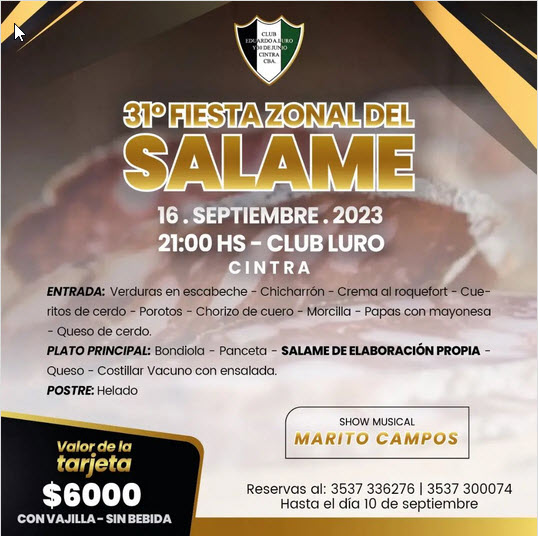 CLUB
EDUARDO A. LURO
Y 30 DE JUNIO
CINTRA
CBA.
31º FIESTA ZONAL DEL
SALAME
16 . SEPTIEMBRE . 2023
21:00 HS - CLUB LURO
CINTRA
ENTRADA: Verduras en escabeche - Chicharrón - Crema al roquefort - Cue-
ritos de cerdo - Porotos - Chorizo de cuero - Morcilla - Papas con mayonesa
- Queso de cerdo.
PLATO PRINCIPAL: Bondiola - Panceta - SALAME DE ELABORACIÓN PROPIA -
Queso - Costillar Vacuno con ensalada.
POSTRE: Helado
SHOW MUSICAL
MARITO CAMPOS
Valor de la
tarjeta
$6000
CON VAJILLA - SIN BEBIDA
Reservas al: 3537 336276 | 3537 300074
Hasta el día 10 de septiembre